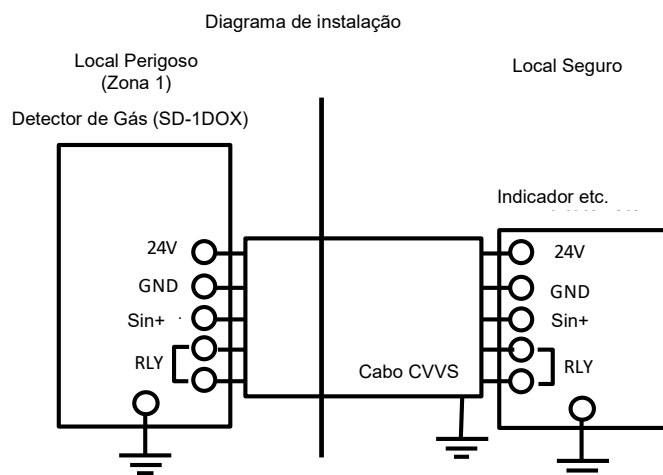 Diagrama de instalação
Local Perigoso
(Zona 1)
Local Seguro
Detector de Gás (SD-1DOX)
Indicador etc.
24V
GND
Sin+
RLY
Cabo CVVS
24V
GND
Sin+
RLY